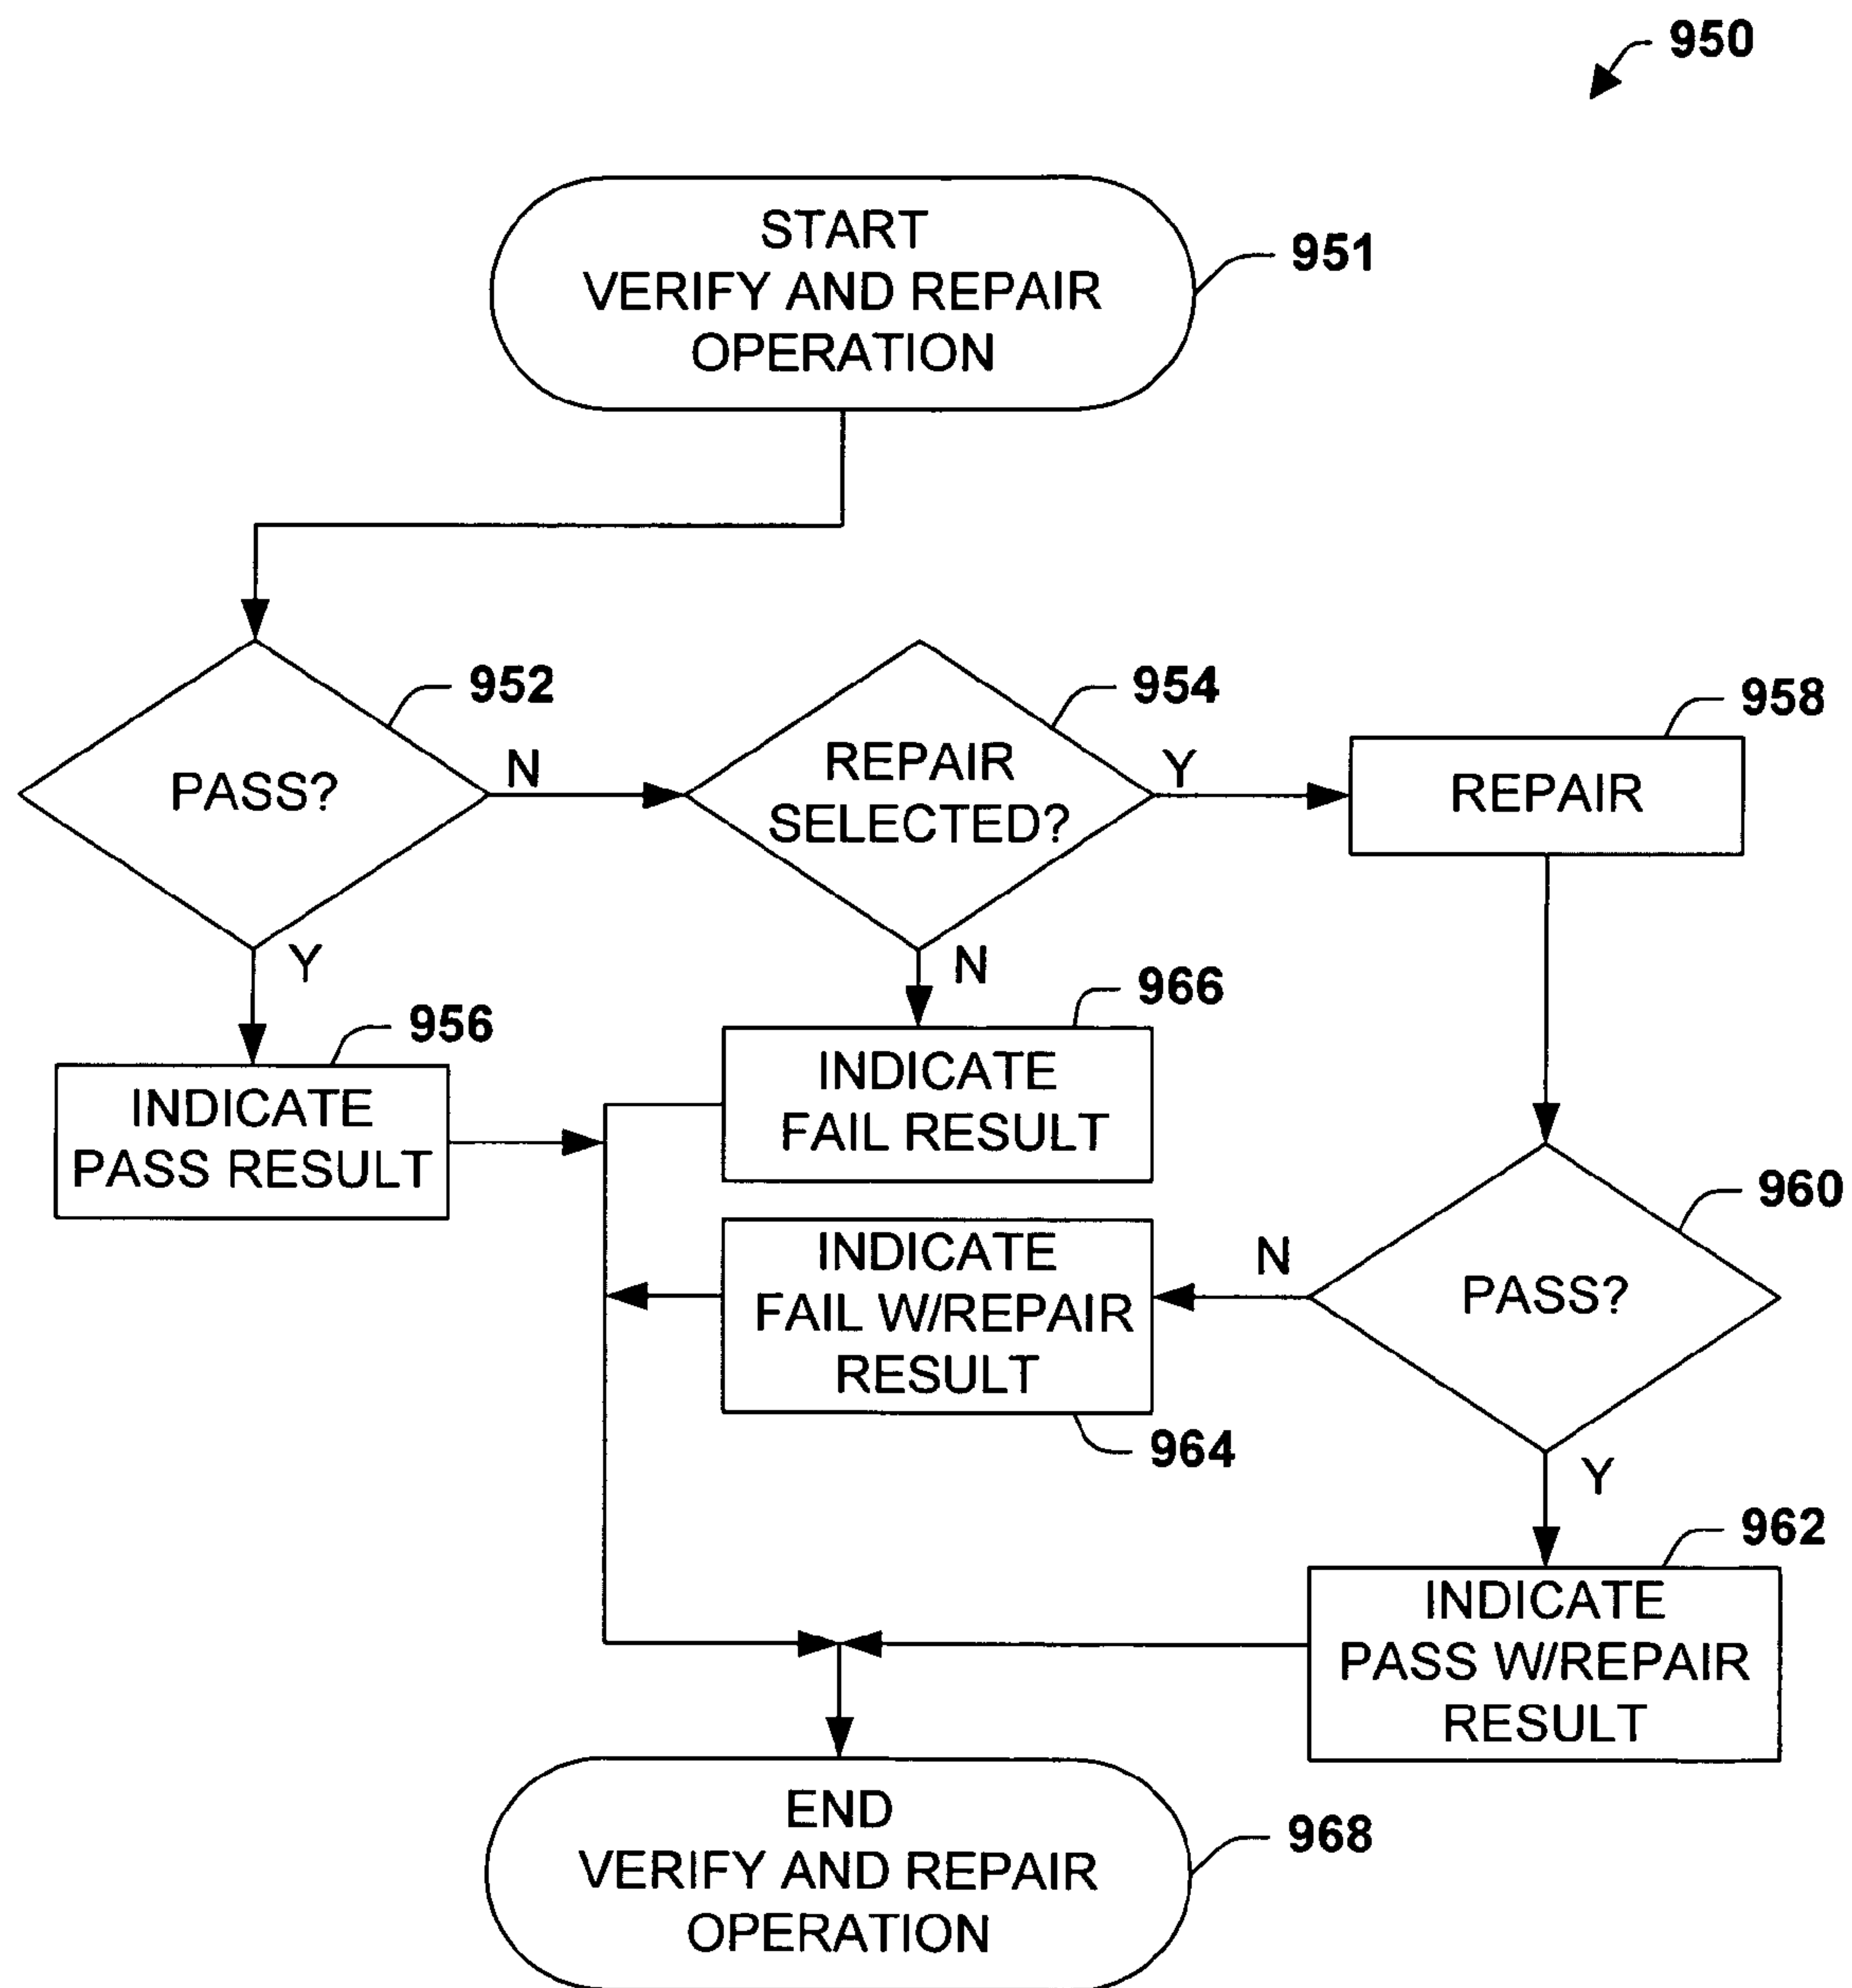 950
START
VERIFY AND REPAIR
OPERATION
951
952
PASS?
N
Y
954
REPAIR
SELECTED?
Y
N
958
REPAIR
956
INDICATE
PASS RESULT
966
INDICATE
FAIL RESULT
960
PASS?
N
Y
INDICATE
FAIL W/REPAIR
RESULT
964
962
INDICATE
PASS W/REPAIR
RESULT
END
VERIFY AND REPAIR
OPERATION
968